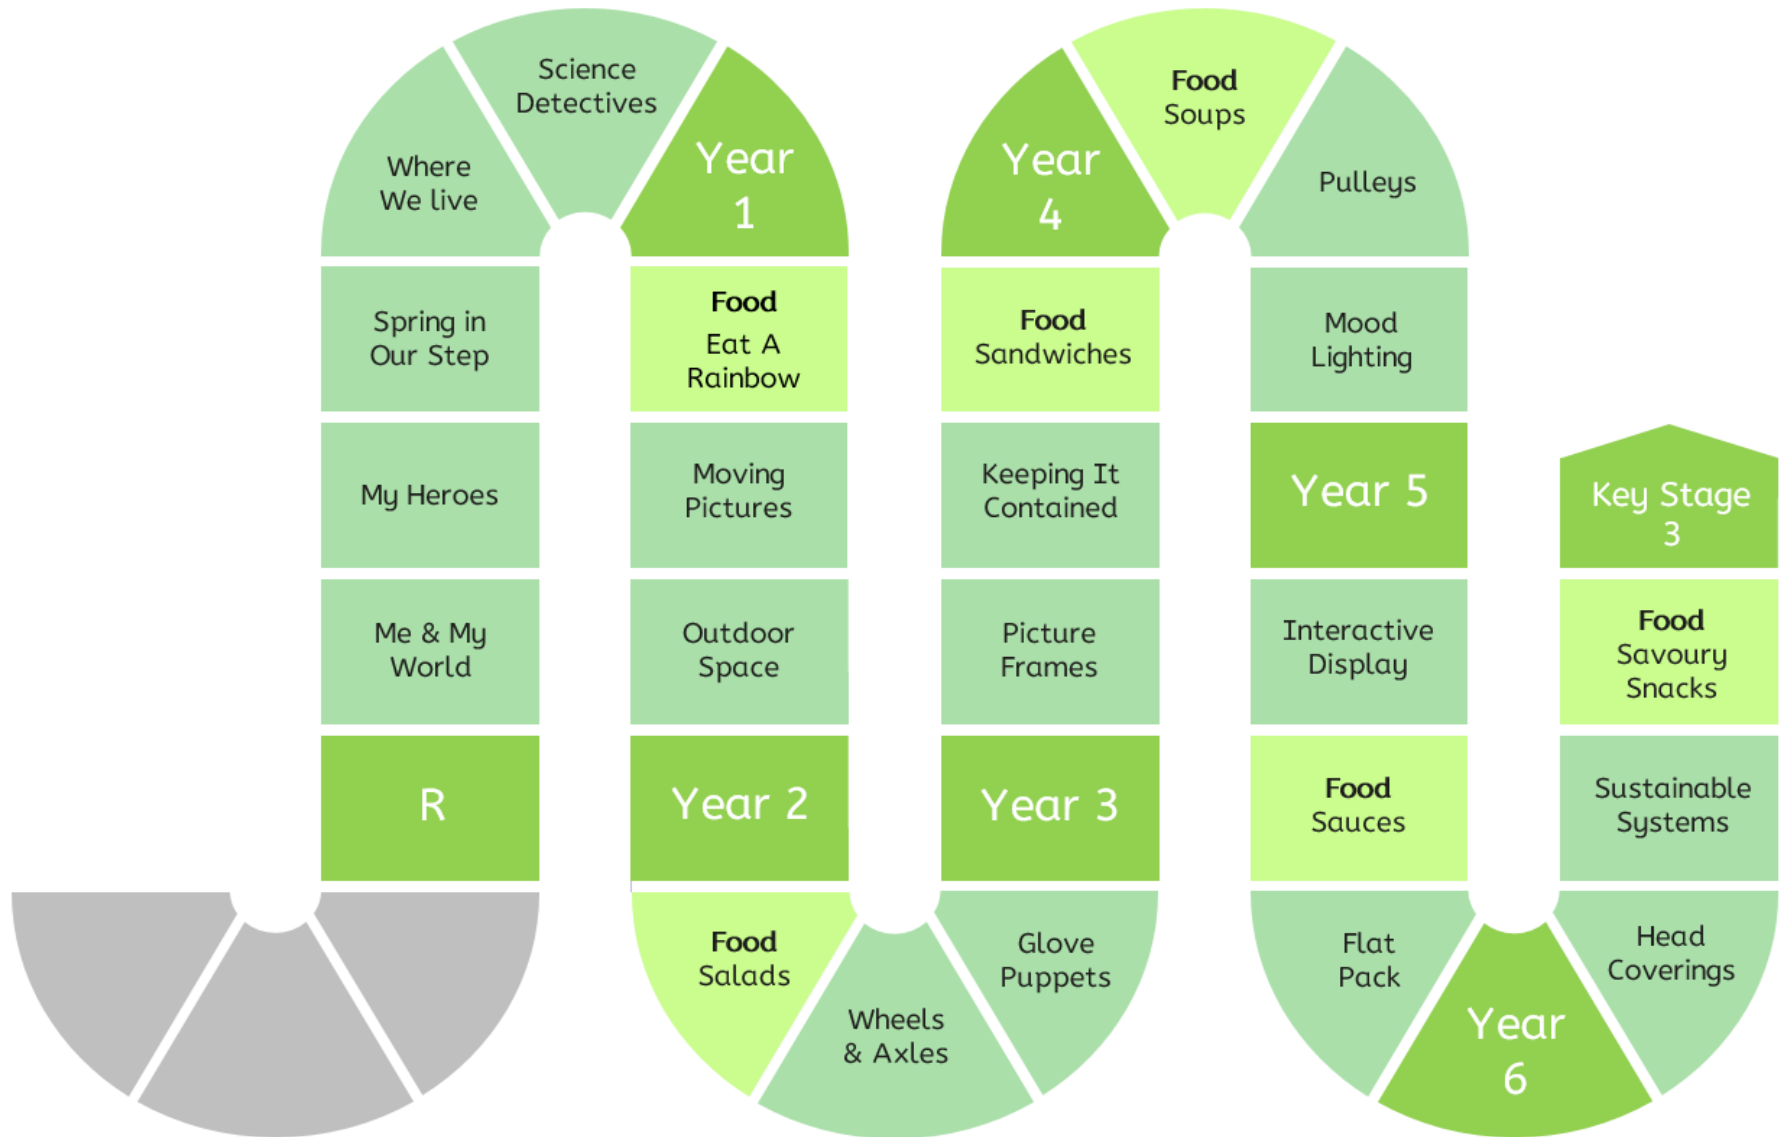 R
Me & My
World
My Heroes
Spring in
Our Step
Where
We live
Science
Detectives
Year
1
Food
Eat A
Rainbow
Moving
Pictures
Outdoor
Space
Year 2
Food
Salads
Wheels
& Axles
Glove
Puppets
Year 3
Picture
Frames
Keeping It
Contained
Food
Sandwiches
Year
4
Food
Soups
Pulleys
Mood
Lighting
Year 5
Interactive
Display
Food
Sauces
Flat
Pack
Year
6
Head
Coverings
Sustainable
Systems
Food
Savoury
Snacks
Key Stage
3